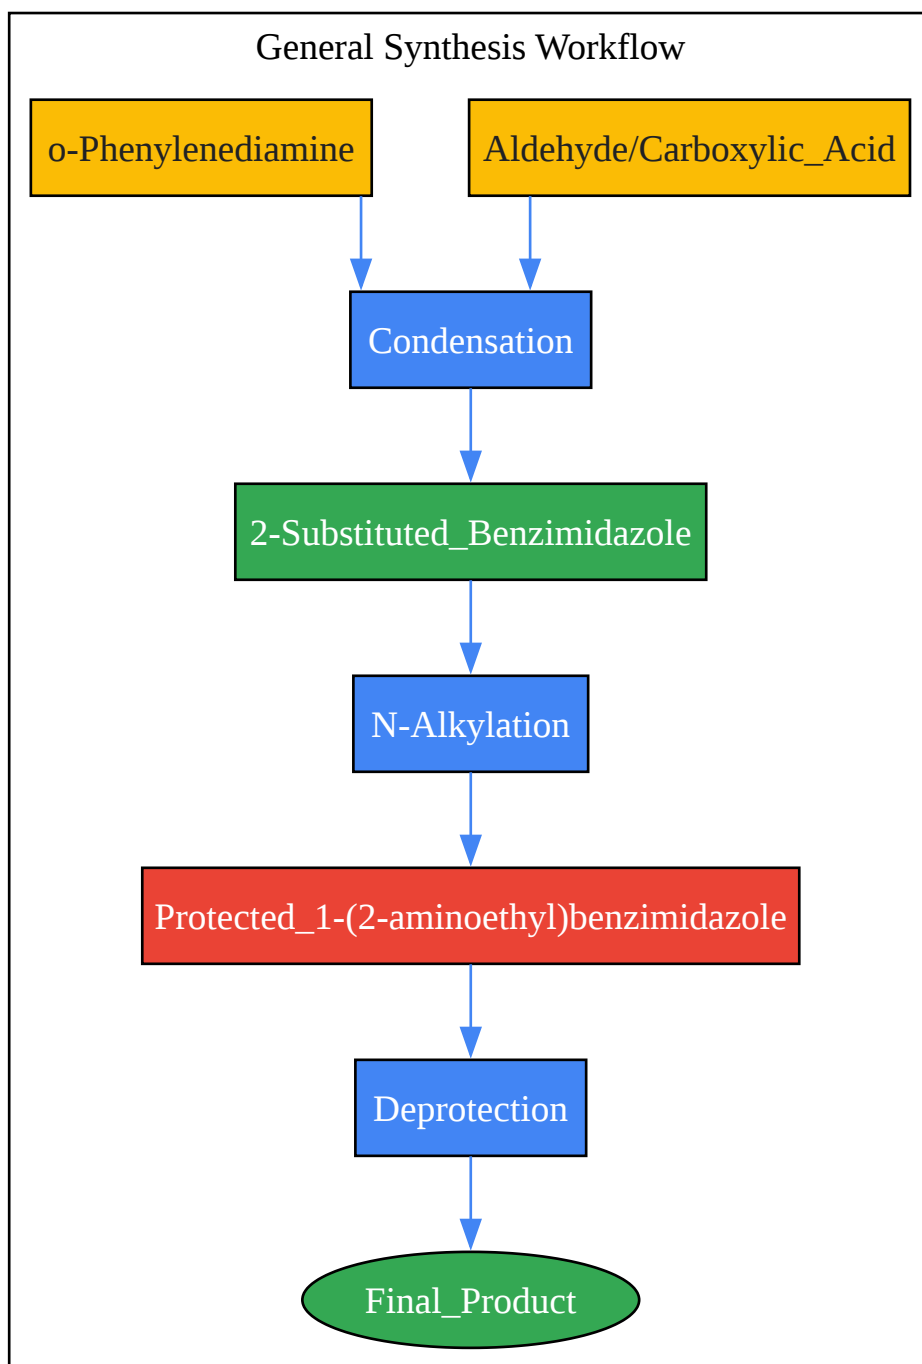 General Synthesis Workflow
o-Phenylenediamine
Aldehyde/Carboxylic_Acid
Condensation
2-Substituted_Benzimidazole
N-Alkylation
Protected_1-(2-aminoethyl)benzimidazole
Deprotection
Final_Product